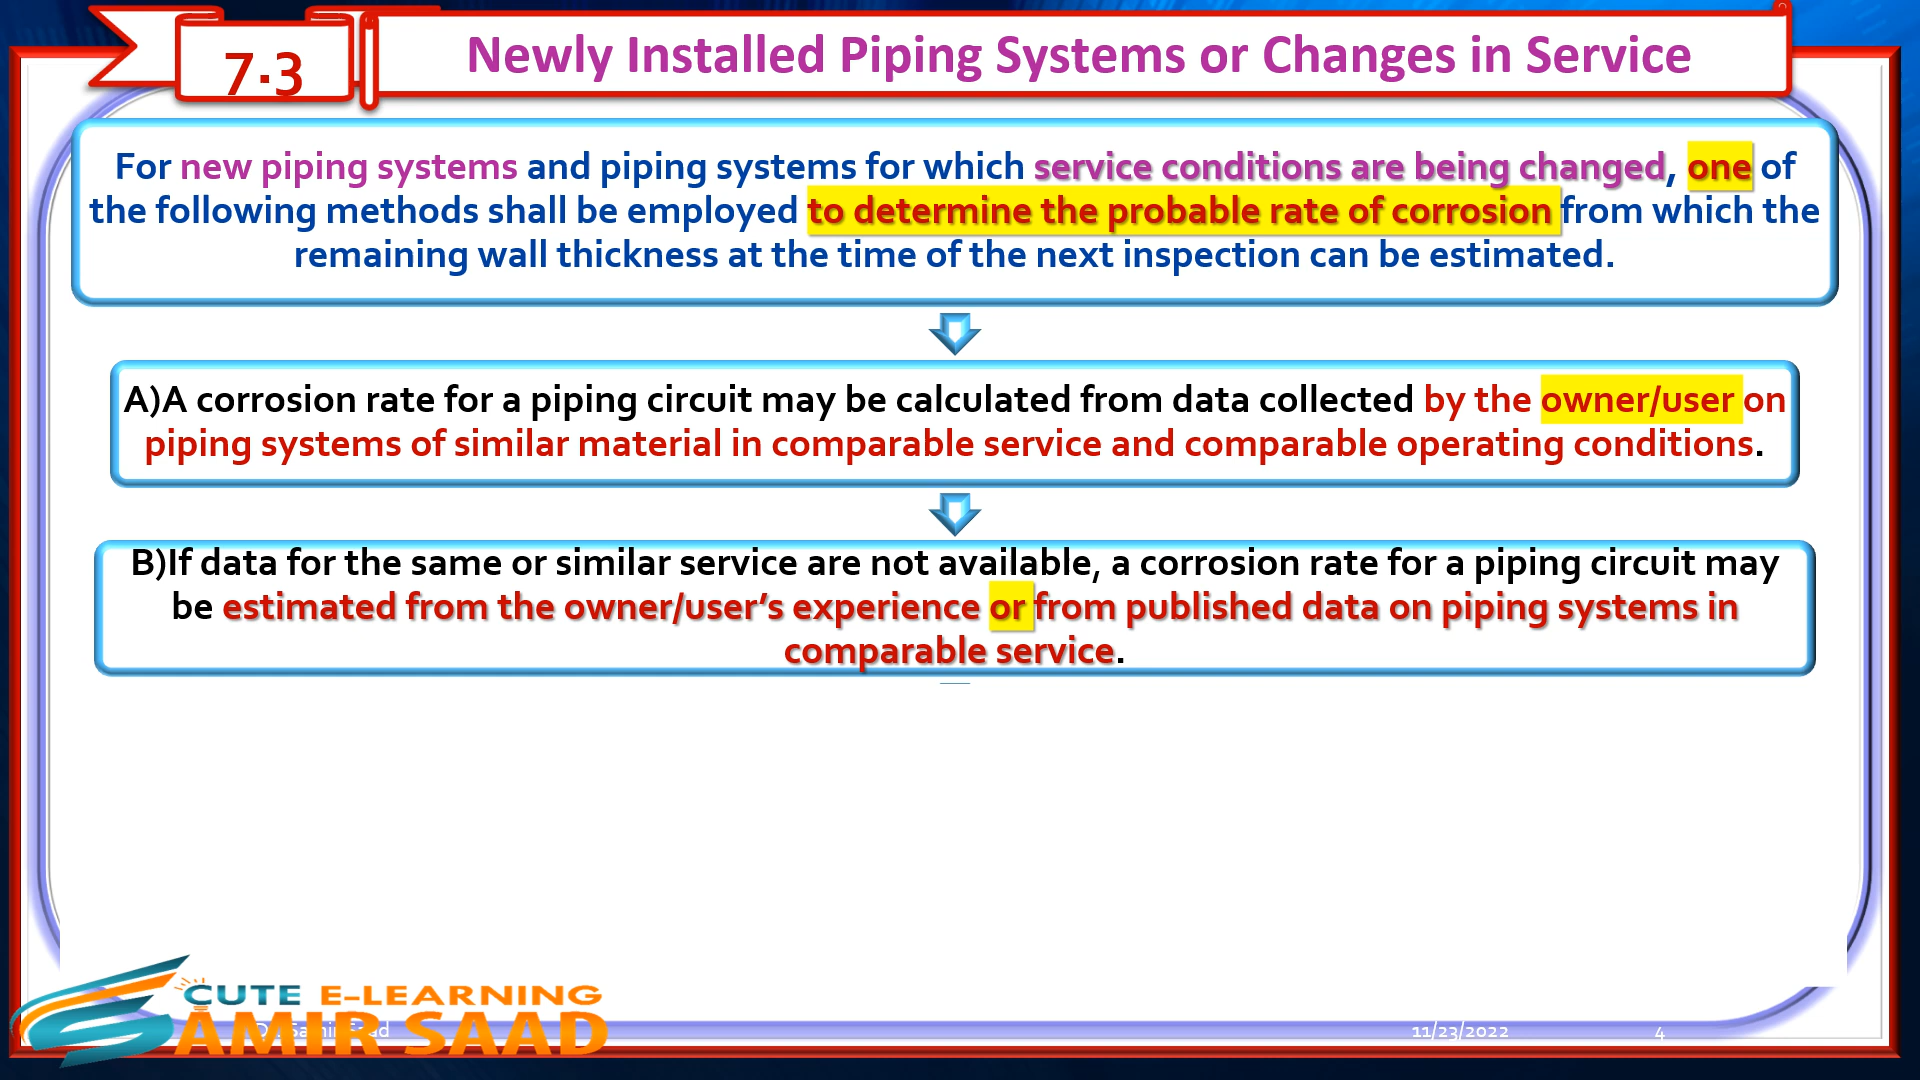 7.3
Newly Installed Piping Systems or Changes in Service
For new piping systems and piping systems for which service conditions are being changed, one of
the following methods shall be employed to determine the probable rate of corrosion from which the
remaining wall thickness at the time of the next inspection can be estimated.
A)A corrosion rate for a piping circuit may be calculated from data collected by the owner/user on
piping systems of similar material in comparable service and comparable operating conditions.
B)If data for the same or similar service are not available, a corrosion rate for a piping circuit may
be estimated from the owner/user’s experience or from published data on piping systems in
comparable service.
CUTE E-LEARNING
AMIR SAAD
11/23/2022
4